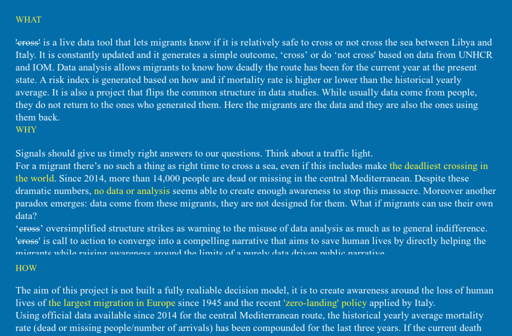 WHAT
'cross' is a live data tool that lets migrants know if it is relatively safe to cross or not cross the sea between Libya and
Italy. It is constantly updated and it generates a simple outcome, ‘cross’ or do ‘not cross' based on data from UNHCR
and IOM. Data analysis allows migrants to know how deadly the route has been for the current year at the present
state. A risk index is generated based on how and if mortality rate is higher or lower than the historical yearly
average. It is also a project that flips the common structure in data studies. While usually data come from people,
they do not return to the ones who generated them. Here the migrants are the data and they are also the ones using
them back.
WHY
Signals should give us timely right answers to our questions. Think about a traffic light.
For a migrant there’s no such a thing as right time to cross a sea, even if this includes make the deadliest crossing in
the world. Since 2014, more than 14,000 people are dead or missing in the central Mediterranean. Despite these
dramatic numbers, no data or analysis seems able to create enough awareness to stop this massacre. Moreover another
paradox emerges: data come from these migrants, they are not designed for them. What if migrants can use their own
data?
‘cross’ oversimplified structure strikes as warning to the misuse of data analysis as much as to general indifference.
'cross' is call to action to converge into a compelling narrative that aims to save human lives by directly helping the
migrants while raising awareness around the limits of a purely data driven public narrative.
HOW
The aim of this project is not built a fully realiable decision model, it is to create awareness around the loss of human
lives of the largest migration in Europe since 1945 and the recent 'zero-landing' policy applied by Italy.
Using official data available since 2014 for the central Mediterranean route, the historical yearly average mortality
rate (dead or missing people/number of arrivals) has been compounded for the last three years. If the current death